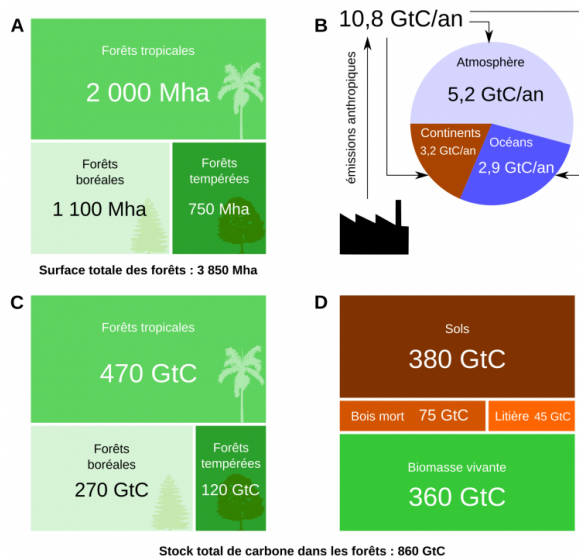 A
Forêts tropicales
2 000 Mha
Forêts
boréales
1 100 Mha
Forêts
tempérées
750 Mha
Surface totale des forêts : 3 850 Mha
B
10,8 GtC/an
émissions anthropiques
Atmosphère
5,2 GtC/an
Continents
3,2 GtC/an
Océans
2,9 GtC/an
C
Forêts tropicales
470 GtC
Forêts
boréales
270 GtC
Forêts
tempérées
120 GtC
D
Sols
380 GtC
Bois mort 75 GtC
Litière 45 GtC
Biomasse vivante
360 GtC
Stock total de carbone dans les forêts : 860 GtC